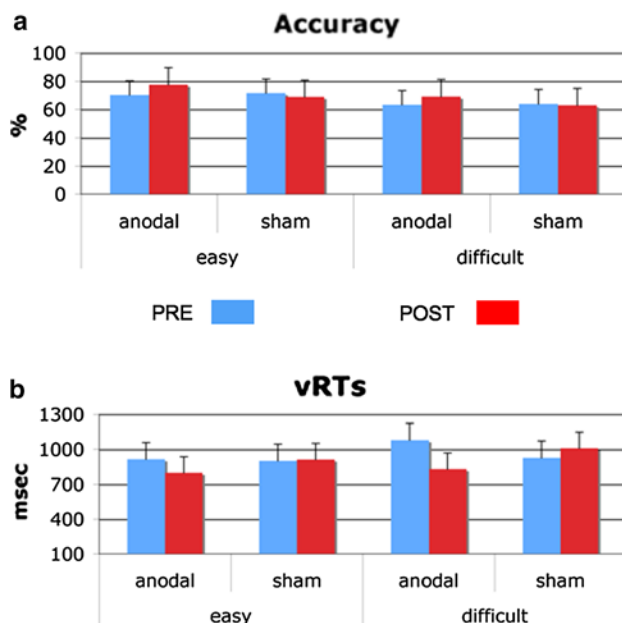 a
Accuracy
100
80
60
40
20
0
%
anodal sham anodal sham
easy difficult
PRE POST
b
vRTs
1300
1000
700
400
100
msec
anodal sham anodal sham
easy difficult